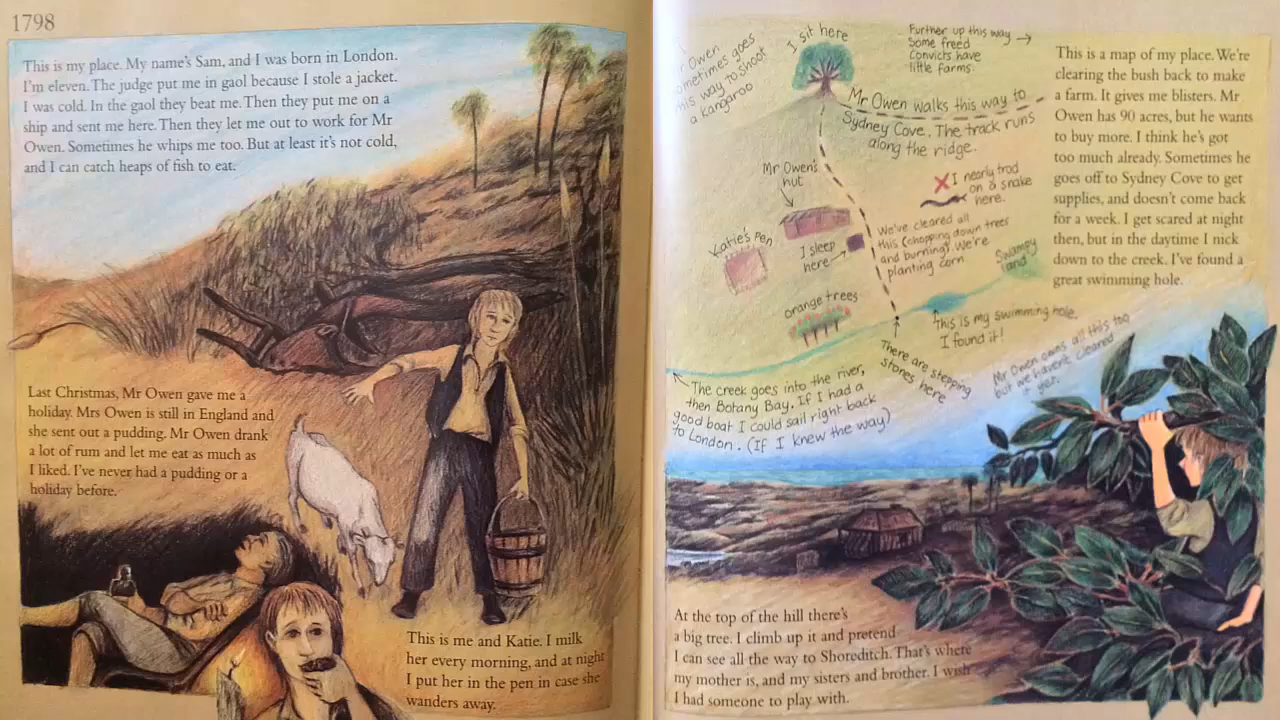 1798
This is my place. My name's Sam, and I was born in London.
I'm eleven. The judge put me in gaol because I stole a jacket.
I was cold. In the gaol they beat me. Then they put me on a
ship and sent me here. Then they let me out to work for Mr
Owen. Sometimes he whips me too. But at least it's not cold,
and I can catch heaps of fish to eat.
Last Christmas, Mr Owen gave me a
holiday. Mrs Owen is still in England and
she sent out a pudding. Mr Owen drank
a lot of rum and let me eat as much as
I liked. I've never had a pudding or a
holiday before.
This is me and Katie. I milk
her every morning, and at night
I put her in the pen in case she
wanders away.
Owen
sometimes goes
this way to shoot
a kangaroo
I sit here
Further up this way
Some freed
Convicts have
little farms.
Mr Owen walks this way to
Sydney Cove. The track runs
along the ridge.
Mr Owen's
hut
I nearly trod
on a snake
here.
Katie's Pen
I sleep
here
We've cleared all
this (chopping down trees
and burning). We're
planting corn
Swampy
land
orange trees
This is my swimming hole.
I found it!
There are stepping
stones here
Mr Owen owns all this too
but we haven't cleared
it yet.
The creek goes into the river,
then Botany Bay. If I had a
good boat I could sail right back
to London. (If I knew the way)
This is a map of my place. We're
clearing the bush back to make
a farm. It gives me blisters. Mr
Owen has 90 acres, but he wants
to buy more. I think he's got
too much already. Sometimes he
goes off to Sydney Cove to get
supplies, and doesn't come back
for a week. I get scared at night
then, but in the daytime I nick
down to the creek. I've found a
great swimming hole.
At the top of the hill there's
a big tree. I climb up it and pretend
I can see all the way to Shoreditch. That's where
my mother is, and my sisters and brother. I wish
I had someone to play with.